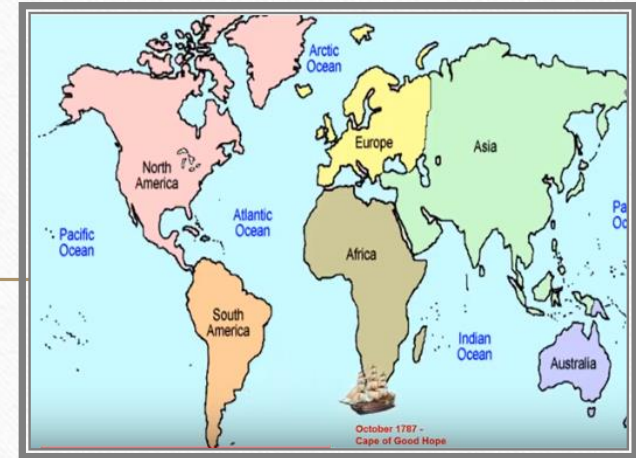 Arctic
Ocean
North
America
Europe
Asia
Pacific
Ocean
Atlantic
Ocean
Africa
South
America
Indian
Ocean
Australia
October 1787 -
Cape of Good Hope